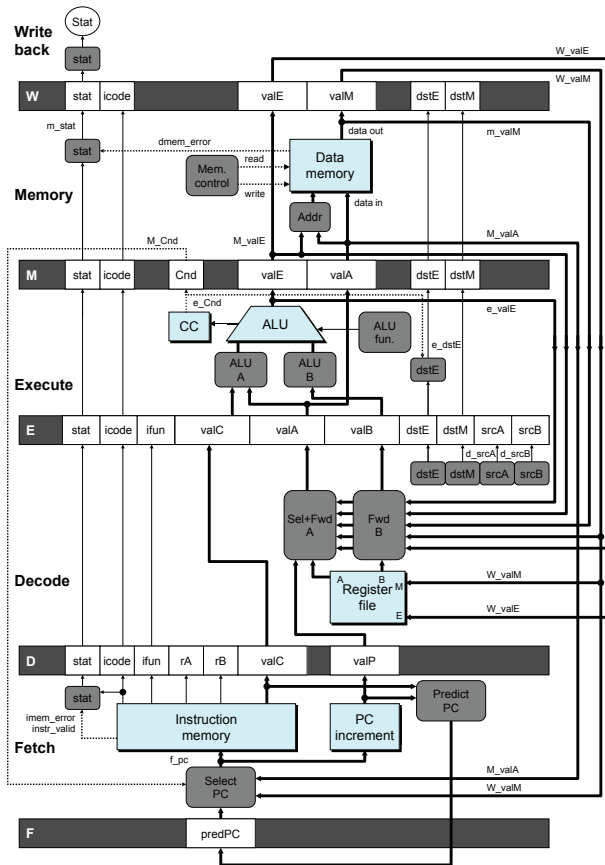 Stat
Write
back
stat
W_valE
W_valM
W stat icode valE valM dstE dstM
m_stat
data out
m_valM
dmem_error
stat
read
Mem.
control
write
Data
memory
data in
Memory
Addr
M_Cnd
M_valE
M_valA
M stat icode Cnd valE valA dstE dstM
e_Cnd
e_valE
CC
ALU
ALU
fun.
e_dstE
ALU
A
ALU
B
dstE
Execute
E stat icode ifun valC valA valB dstE dstM srcA srcB
d_srcA d_srcB
dstE dstM srcA srcB
Sel+Fwd
A
Fwd
B
Decode
A B
M
Register
file
E
W_valM
W_valE
D stat icode ifun rA rB valC valP
stat
Predict
PC
imem_error
instr_valid
Instruction
memory
PC
increment
Fetch
f_pc
Select
PC
M_valA
W_valM
F predPC